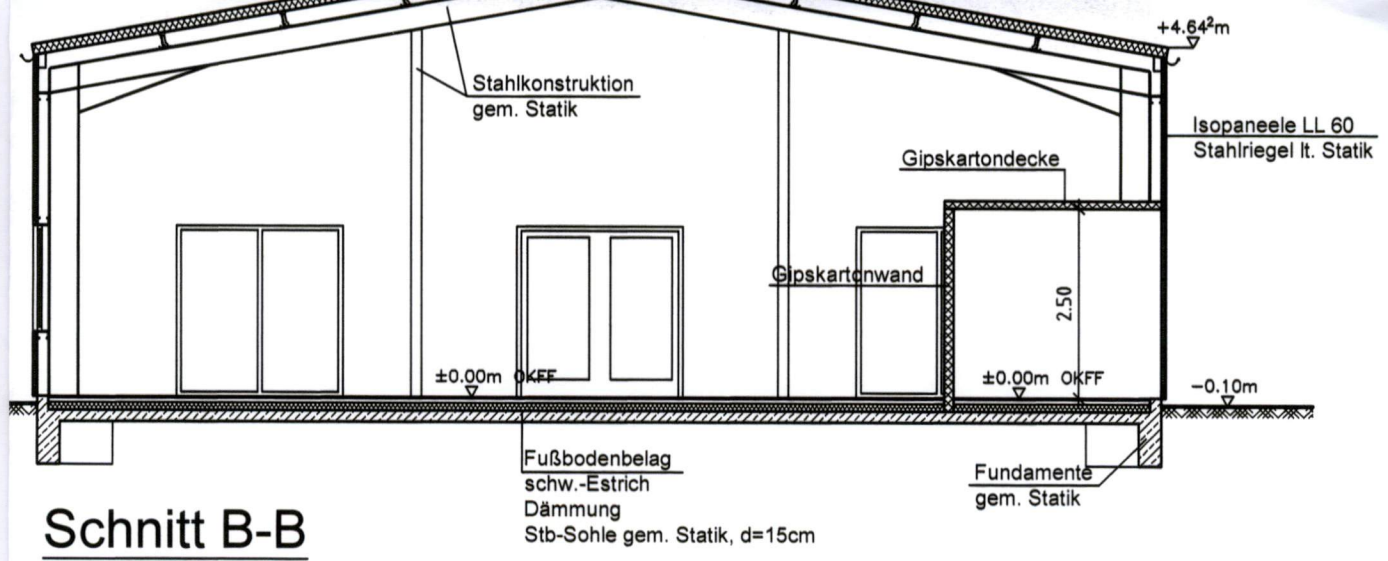 +4.64²m
Stahlkonstruktion
gem. Statik
Isopaneele LL 60
Stahlriegel lt. Statik
Gipskartondecke
Gipskartonwand
2.50
±0.00m OKFF
±0.00m OKFF
-0.10m
Fußbodenbelag
schw.-Estrich
Dämmung
Stb-Sohle gem. Statik, d=15cm
Fundamente
gem. Statik
Schnitt B-B